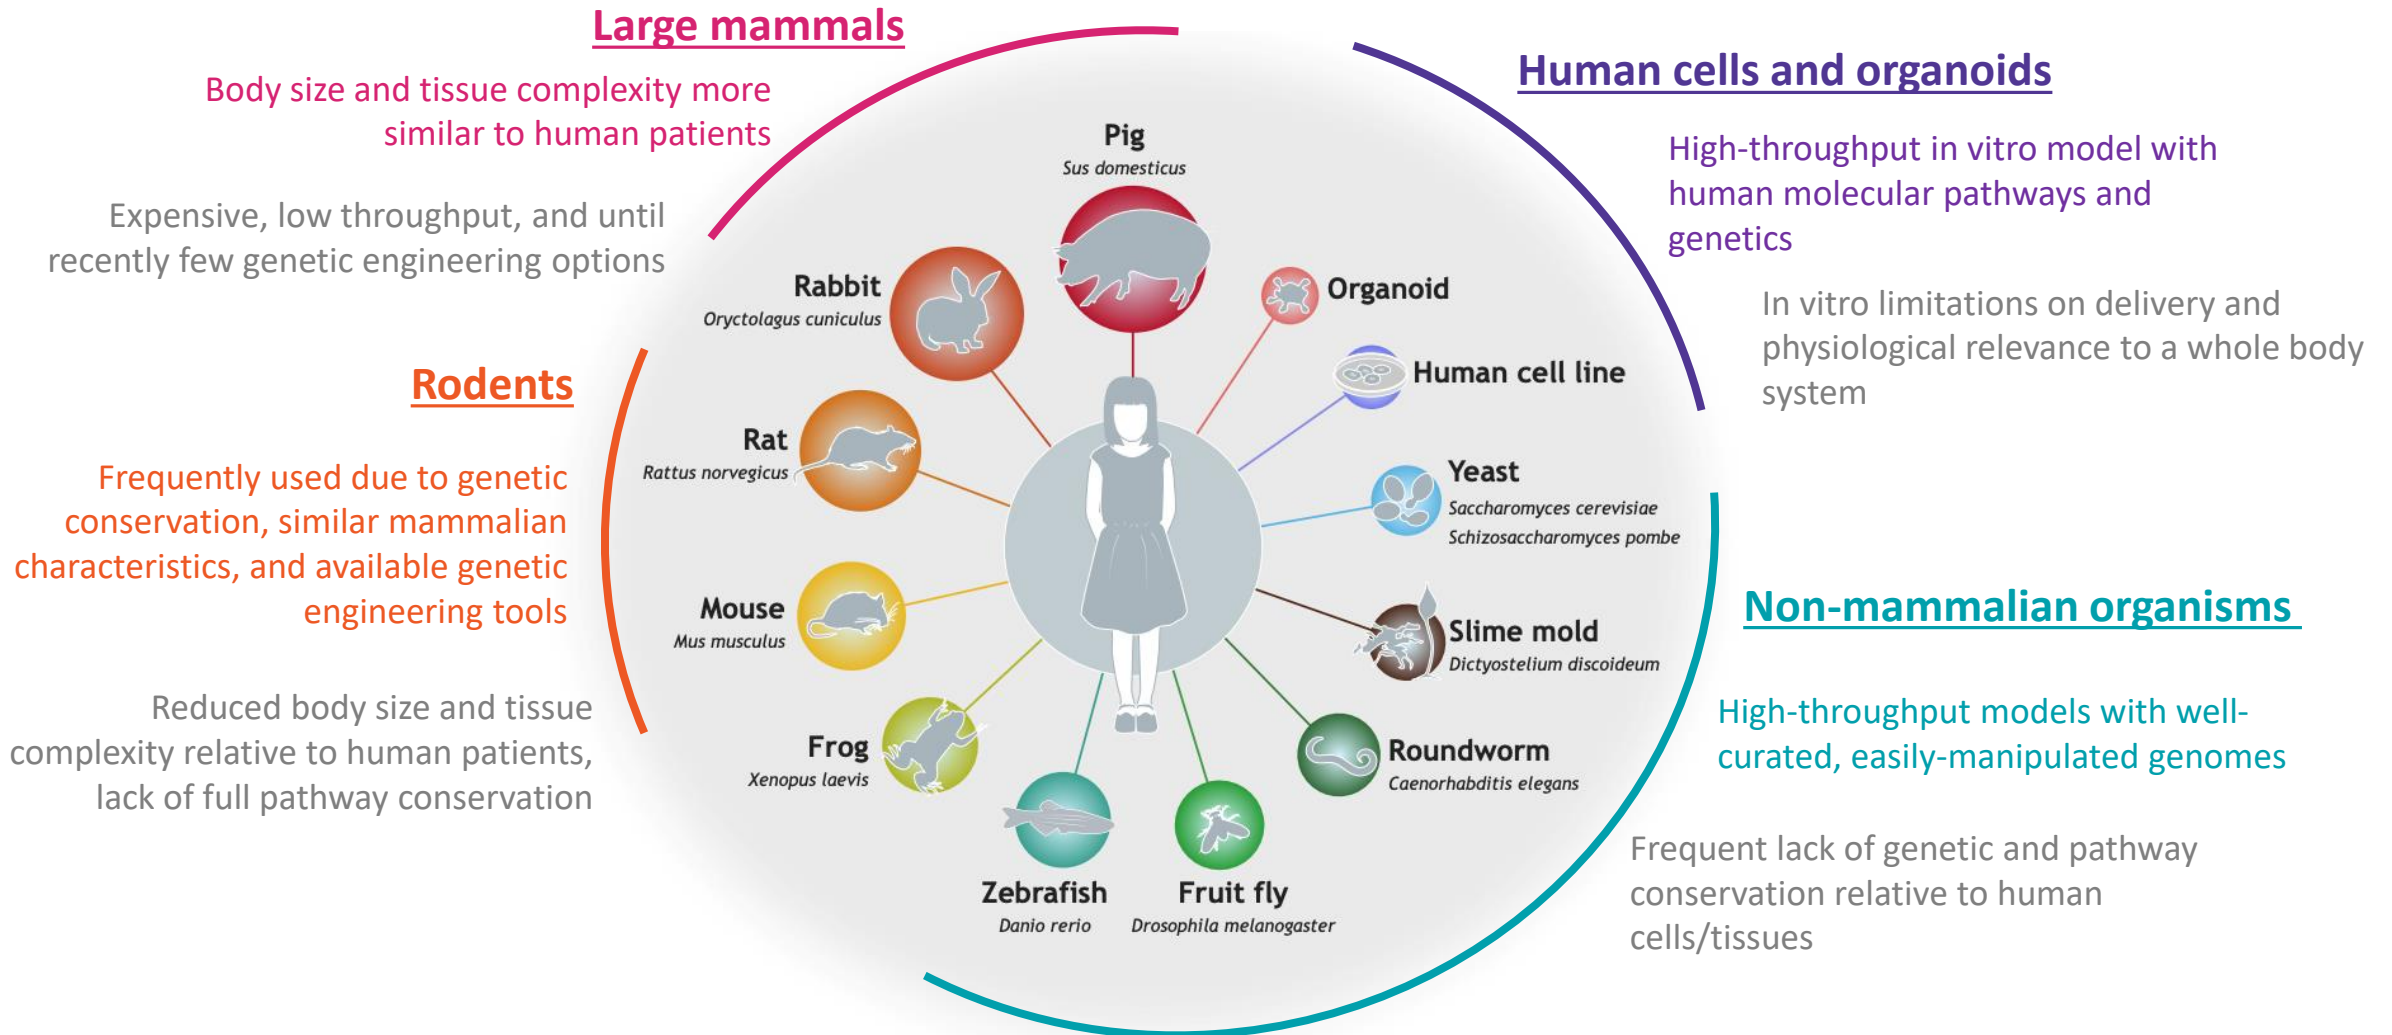 Large mammals
Body size and tissue complexity more
similar to human patients
Expensive, low throughput, and until
recently few genetic engineering options
Rodents
Frequently used due to genetic
conservation, similar mammalian
characteristics, and available genetic
engineering tools
Reduced body size and tissue
complexity relative to human patients,
lack of full pathway conservation
Pig
Sus domesticus
Rabbit
Oryctolagus cuniculus
Rat
Rattus norvegicus
Mouse
Mus musculus
Frog
Xenopus laevis
Zebrafish
Danio rerio
Fruit fly
Drosophila melanogaster
Roundworm
Caenorhabditis elegans
Slime mold
Dictyostelium discoideum
Yeast
Saccharomyces cerevisiae
Schizosaccharomyces pombe
Human cell line
Organoid
Human cells and organoids
High-throughput in vitro model with
human molecular pathways and
genetics
In vitro limitations on delivery and
physiological relevance to a whole body
system
Non-mammalian organisms
High-throughput models with well-
curated, easily-manipulated genomes
Frequent lack of genetic and pathway
conservation relative to human
cells/tissues